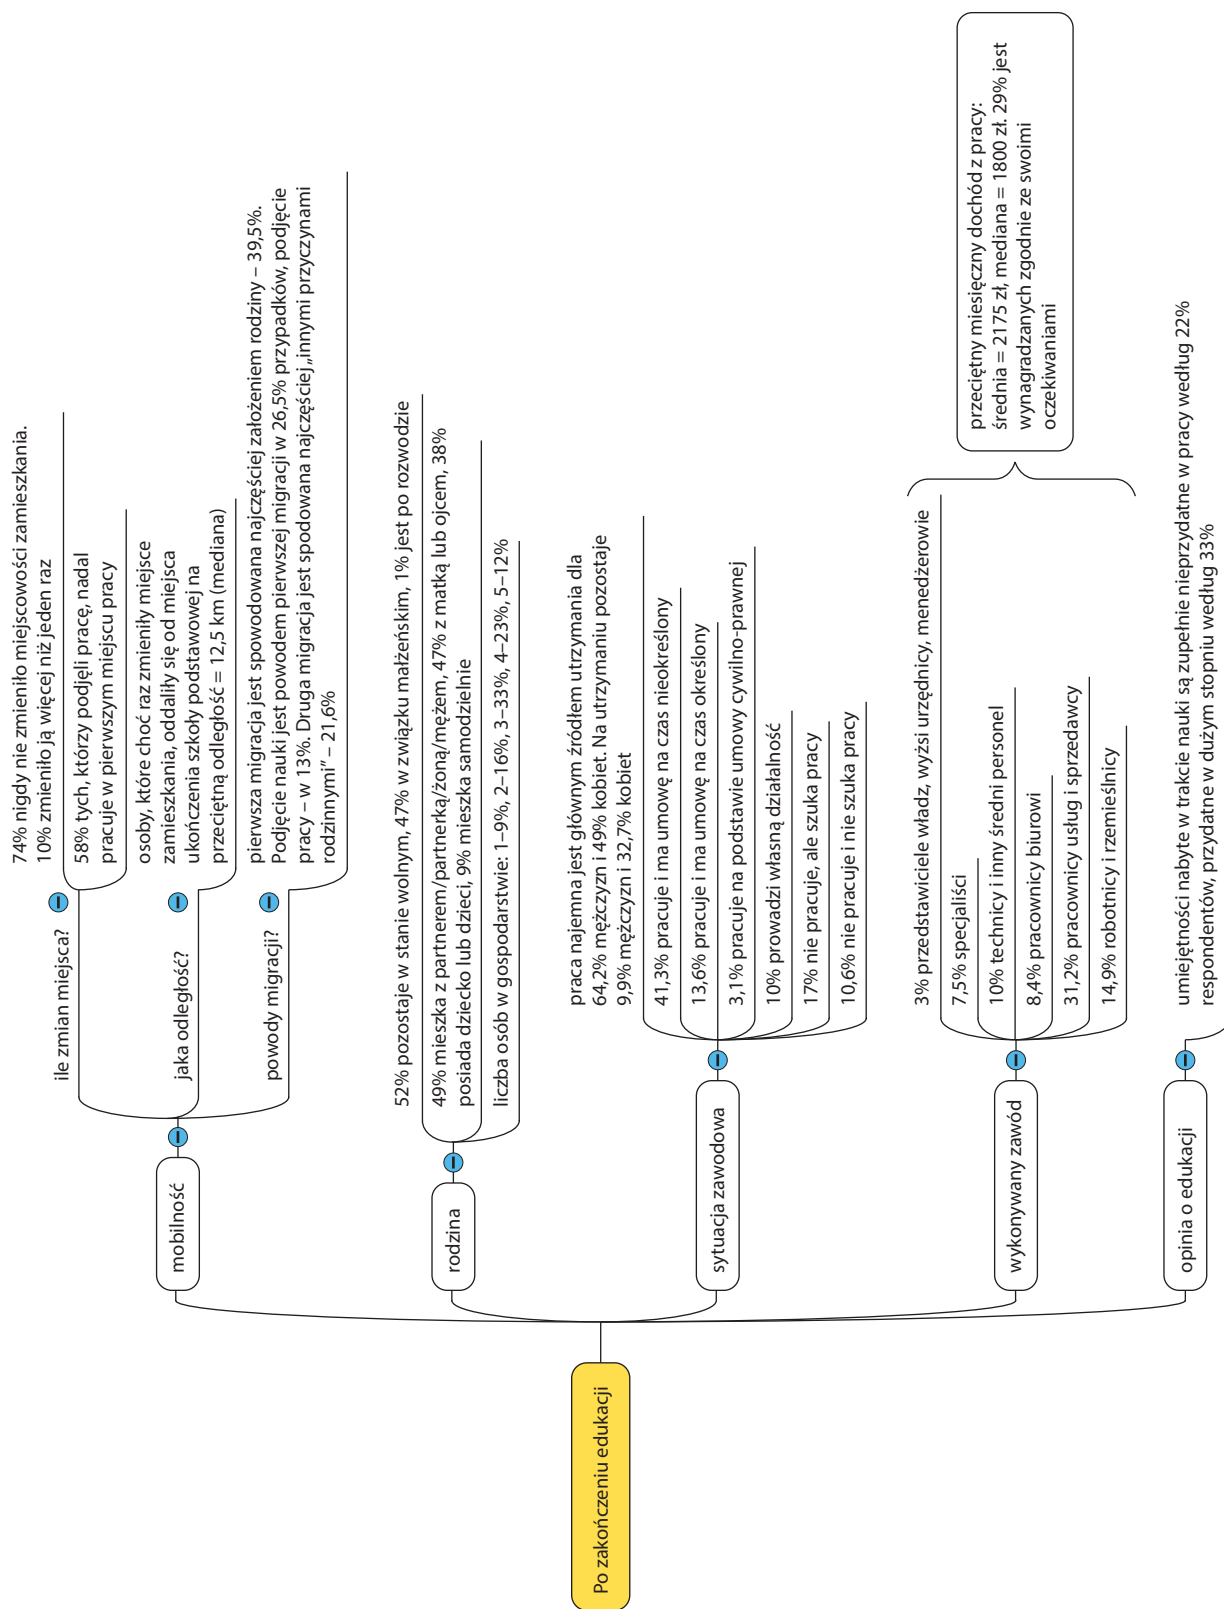 Po zakończeniu edukacji
mobilność
ile zmian miejsca?
74% nigdy nie zmieniło miejscowości zamieszkania.
10% zmieniło ją więcej niż jeden raz
58% tych, którzy podjęli pracę, nadal
pracuje w pierwszym miejscu pracy
jaka odległość?
osoby, które choć raz zmieniły miejsce
zamieszkania, oddaliły się od miejsca
ukończenia szkoły podstawowej na
przeciętną odległość = 12,5 km (mediana)
powody migracji?
pierwsza migracja jest spowodowana najczęściej założeniem rodziny – 39,5%.
Podjęcie nauki jest powodem pierwszej migracji w 26,5% przypadków, podjęcie
pracy – w 13%. Druga migracja jest spodowana najczęściej „innymi przyczynami
rodzinnymi” – 21,6%
rodzina
52% pozostaje w stanie wolnym, 47% w związku małżeńskim, 1% jest po rozwodzie
49% mieszka z partnerem/partnerką/żoną/mężem, 47% z matką lub ojcem, 38%
posiada dziecko lub dzieci, 9% mieszka samodzielnie
liczba osób w gospodarstwie: 1–9%, 2–16%, 3–33%, 4–23%, 5–12%
sytuacja zawodowa
praca najemna jest głównym źródłem utrzymania dla
64,2% mężczyzn i 49% kobiet. Na utrzymaniu pozostaje
9,9% mężczyzn i 32,7% kobiet
41,3% pracuje i ma umowę na czas nieokreślony
13,6% pracuje i ma umowę na czas określony
3,1% pracuje na podstawie umowy cywilno-prawnej
10% prowadzi własną działalność
17% nie pracuje, ale szuka pracy
10,6% nie pracuje i nie szuka pracy
wykonywany zawód
3% przedstawiciele władz, wyżsi urzędnicy, menedżerowie
7,5% specjaliści
10% technicy i inny średni personel
8,4% pracownicy biurowi
31,2% pracownicy usług i sprzedawcy
14,9% robotnicy i rzemieślnicy
przeciętny miesięczny dochód z pracy:
średnia = 2175 zł, mediana = 1800 zł. 29% jest
wynagradzanych zgodnie ze swoimi
oczekiwaniami
opinia o edukacji
umiejętności nabyte w trakcie nauki są zupełnie nieprzydatne w pracy według 22%
respondentów, przydatne w dużym stopniu według 33%